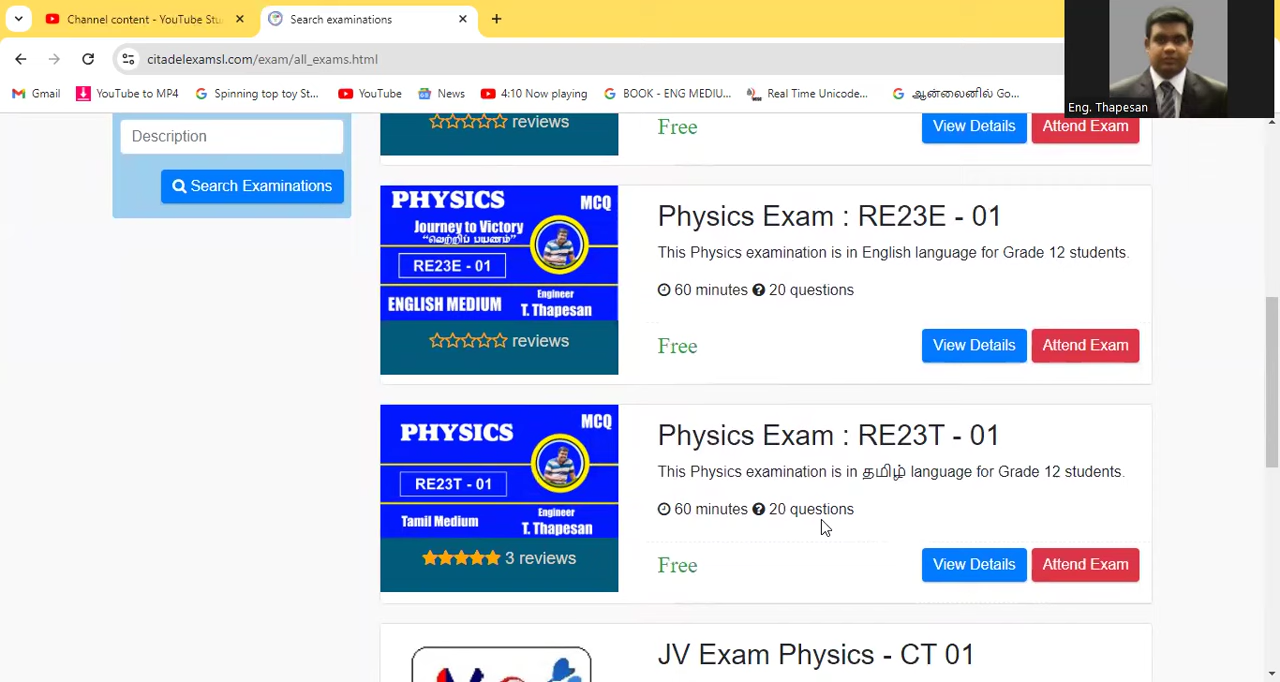 Channel content - YouTube Stu
Search examinations
citadelexamsl.com/exam/all_exams.html
Gmail
YouTube to MP4
Spinning top toy St...
YouTube
News
4:10 Now playing
BOOK - ENG MEDIU...
Real Time Unicode...
ஆன்லைனில் Go...
Eng. Thapesan
Description
Search Examinations
reviews
Free
View Details
Attend Exam
PHYSICS
MCQ
Journey to Victory
"வெற்றிப் பயணம்"
RE23E - 01
ENGLISH MEDIUM
Engineer
T. Thapesan
reviews
Physics Exam : RE23E - 01
This Physics examination is in English language for Grade 12 students.
60 minutes 20 questions
Free
View Details
Attend Exam
PHYSICS
MCQ
RE23T - 01
Tamil Medium
Engineer
T. Thapesan
3 reviews
Physics Exam : RE23T - 01
This Physics examination is in தமிழ் language for Grade 12 students.
60 minutes 20 questions
Free
View Details
Attend Exam
JV Exam Physics - CT 01